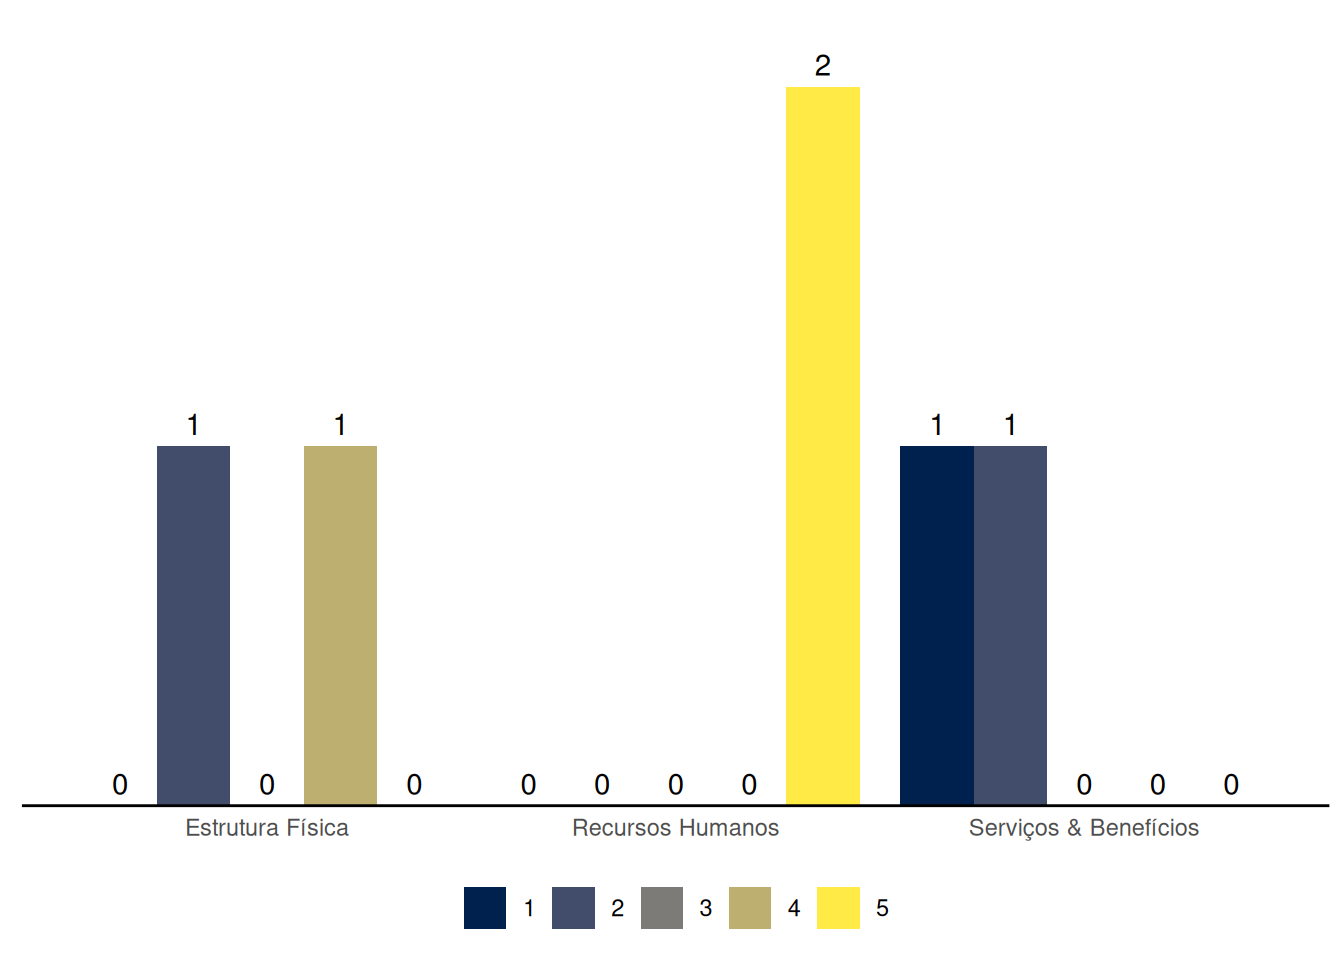 2
1 1 1 1
0 0 0 0 0 0 0 0 0 0
Estrutura Física Recursos Humanos Serviços & Benefícios
1 2 3 4 5